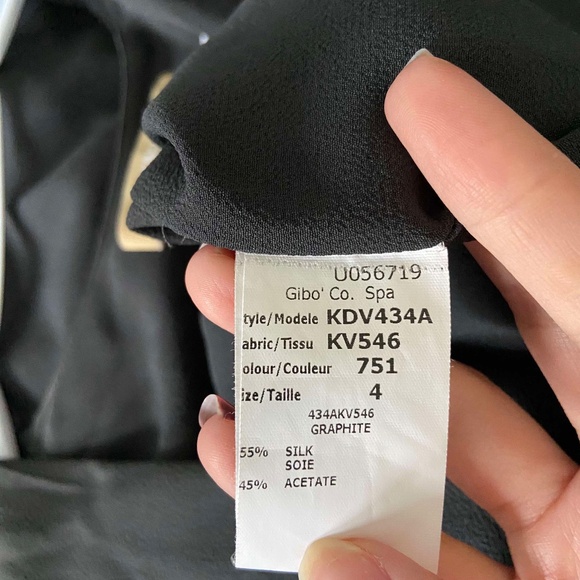 U056719
Gibo' Co. Spa
tyle/Modele KDV434A
abric/Tissu KV546
olour/Couleur 751
ize/Taille 4
434AKV546
GRAPHITE
55% SILK
SOIE
45% ACETATE